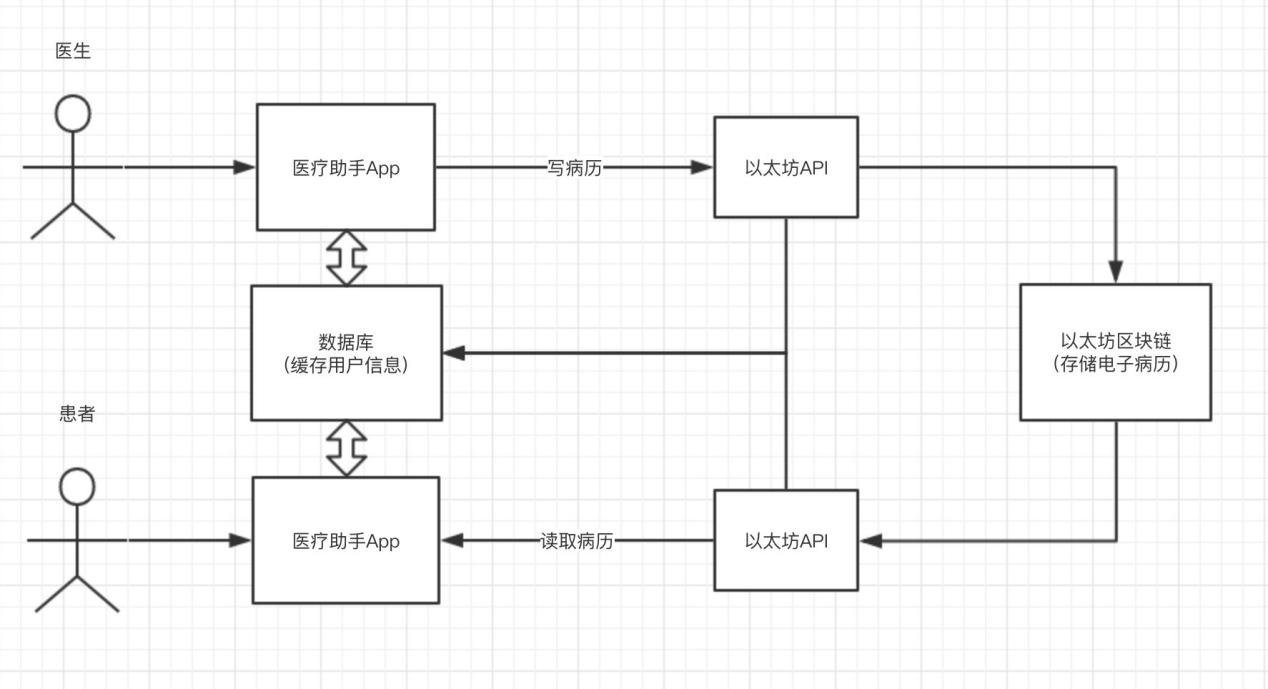 医生
医疗助手App
写病历
以太坊API
数据库
(缓存用户信息)
以太坊区块链
(存储电子病历)
患者
医疗助手App
读取病历
以太坊API